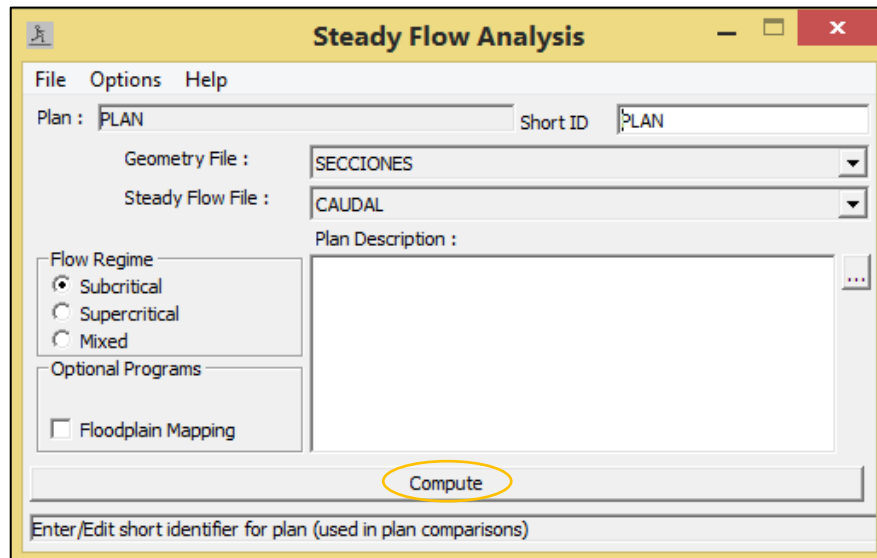 Steady Flow Analysis
File Options Help
Plan : PLAN Short ID PLAN
Geometry File : SECCIONES
Steady Flow File : CAUDAL
Plan Description :
Flow Regime
Subcritical
Supercritical
Mixed
Optional Programs
Floodplain Mapping
...
Compute
Enter/Edit short identifier for plan (used in plan comparisons)